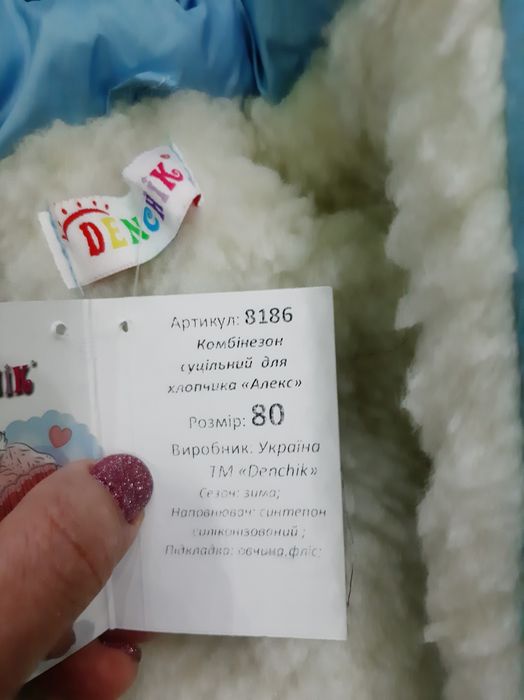 DENCHIK
Артикул: 8186
Комбінезон
суцільний для
хлопчика «Алекс»
Розмір: 80
Виробник: Україна
ТМ «Denchik»
Сезон: зима;
Наповнювач: синтепон
силіконізований ;
Підкладка: овчина,фліс;